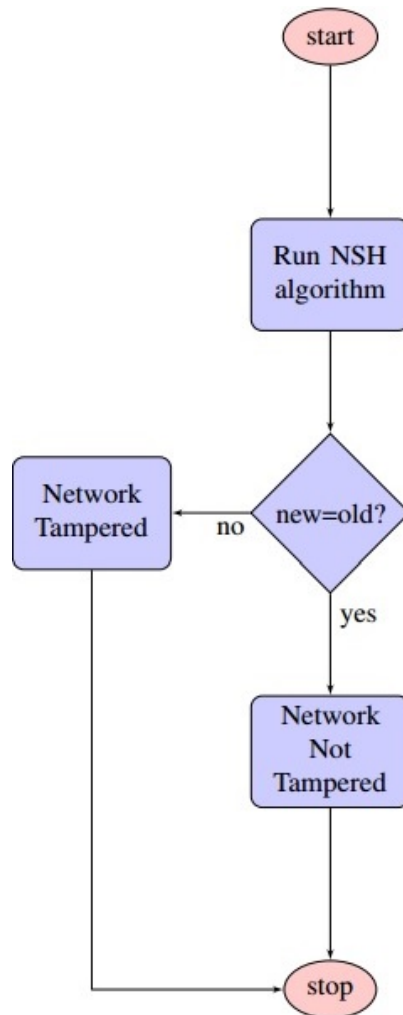 start
Run NSH
algorithm
new=old?
no
Network
Tampered
yes
Network
Not
Tampered
stop